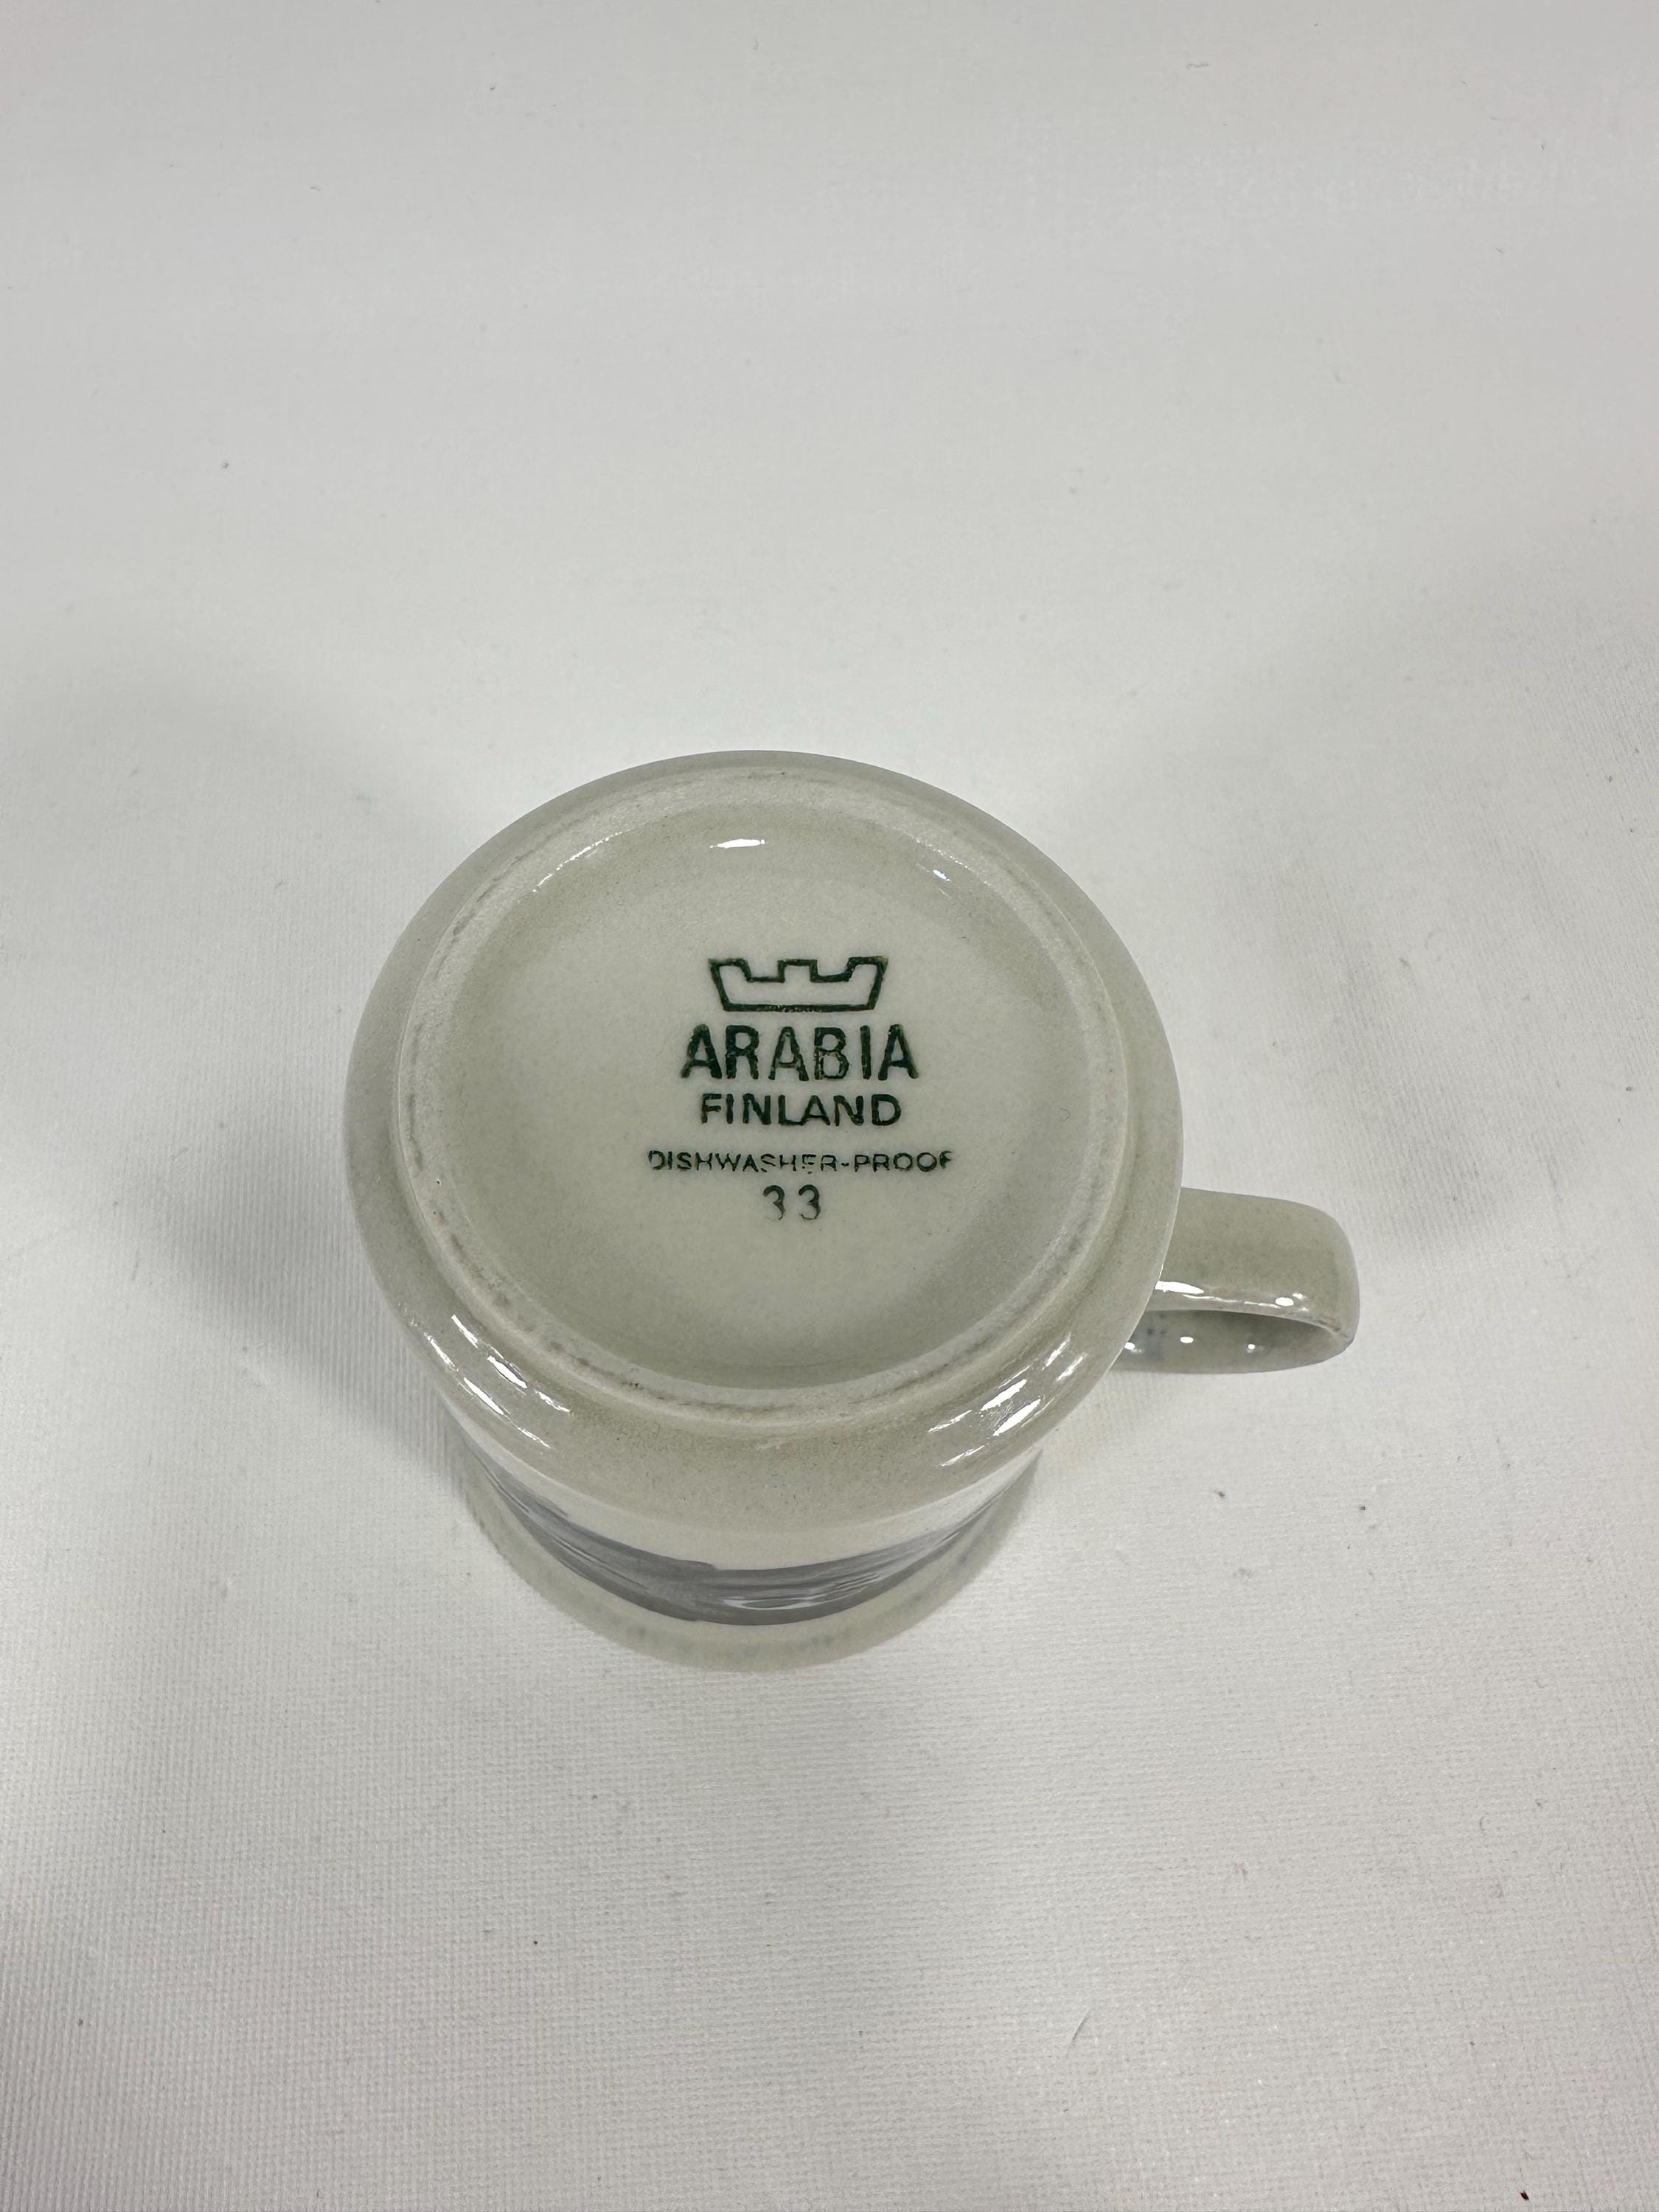 ARABIA
FINLAND
DISHWASHER-PROOF
33